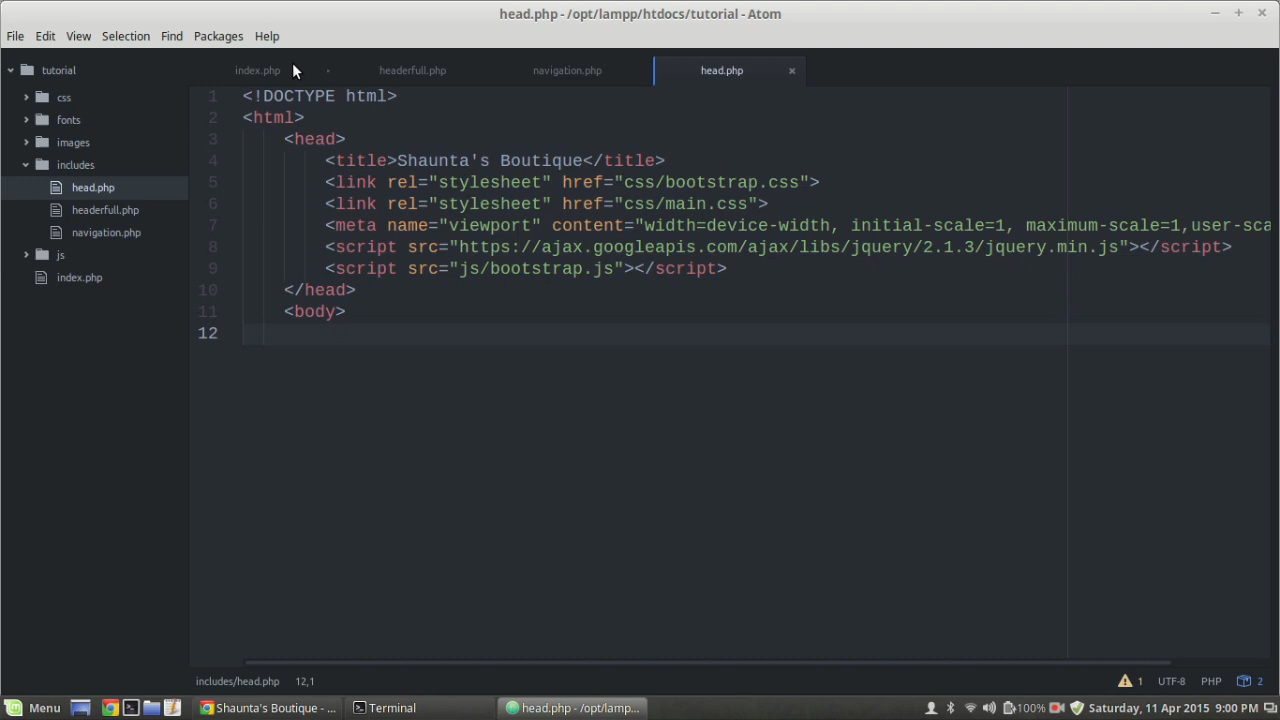 head.php - /opt/lampp/htdocs/tutorial - Atom
File Edit View Selection Find Packages Help
tutorial
css
fonts
images
includes
head.php
headerfull.php
navigation.php
js
index.php
index.php headerfull.php navigation.php head.php ×
1 <!DOCTYPE html>
2 <html>
3 <head>
4 <title>Shaunta's Boutique</title>
5 <link rel="stylesheet" href="css/bootstrap.css">
6 <link rel="stylesheet" href="css/main.css">
7 <meta name="viewport" content="width=device-width, initial-scale=1, maximum-scale=1,user-sca
8 <script src="https://ajax.googleapis.com/ajax/libs/jquery/2.1.3/jquery.min.js"></script>
9 <script src="js/bootstrap.js"></script>
10 </head>
11 <body>
12
includes/head.php 12,1 1 UTF-8 PHP 2
Menu Shaunta's Boutique - ... Terminal head.php - /opt/lamp... 100% Saturday, 11 Apr 2015 9:00 PM